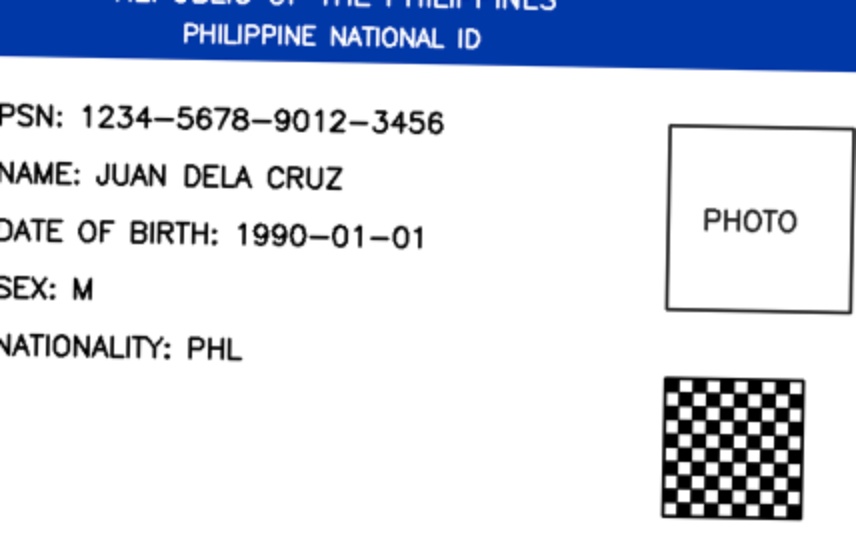 REPUBLIC OF THE PHILIPPINES
PHILIPPINE NATIONAL ID
PSN: 1234-5678-9012-3456
NAME: JUAN DELA CRUZ
DATE OF BIRTH: 1990-01-01
SEX: M
NATIONALITY: PHL
PHOTO